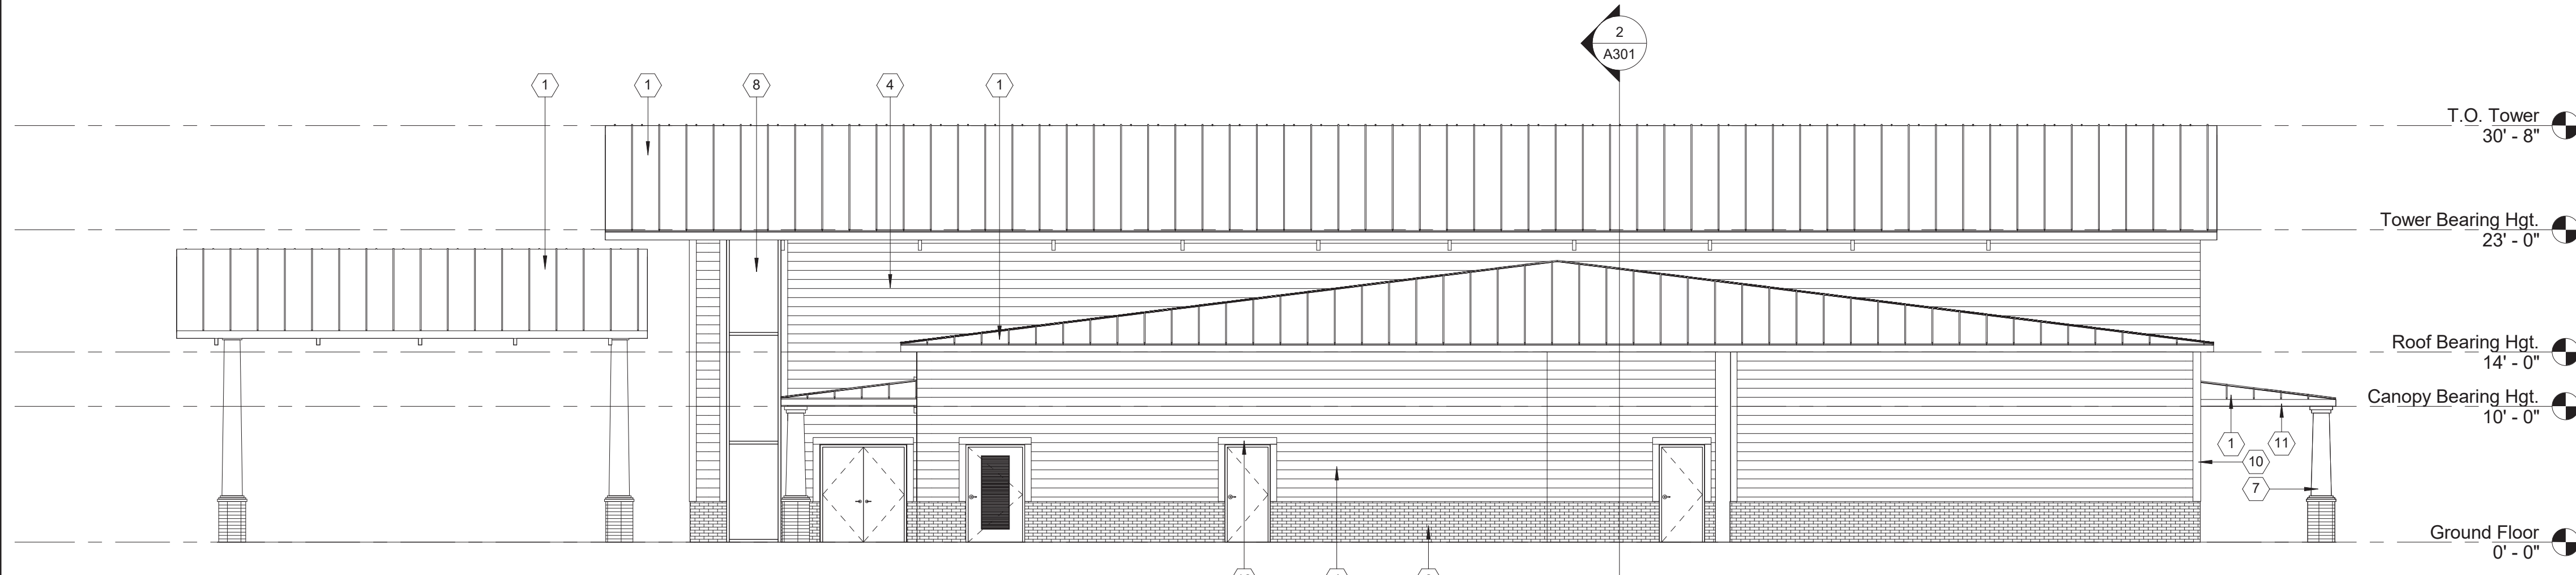 2
A301
1
1
8
4
1
T.O. Tower
30' - 8"
Tower Bearing Hgt.
23' - 0"
Roof Bearing Hgt.
14' - 0"
Canopy Bearing Hgt.
10' - 0"
1
11
10
7
Ground Floor
0' - 0"